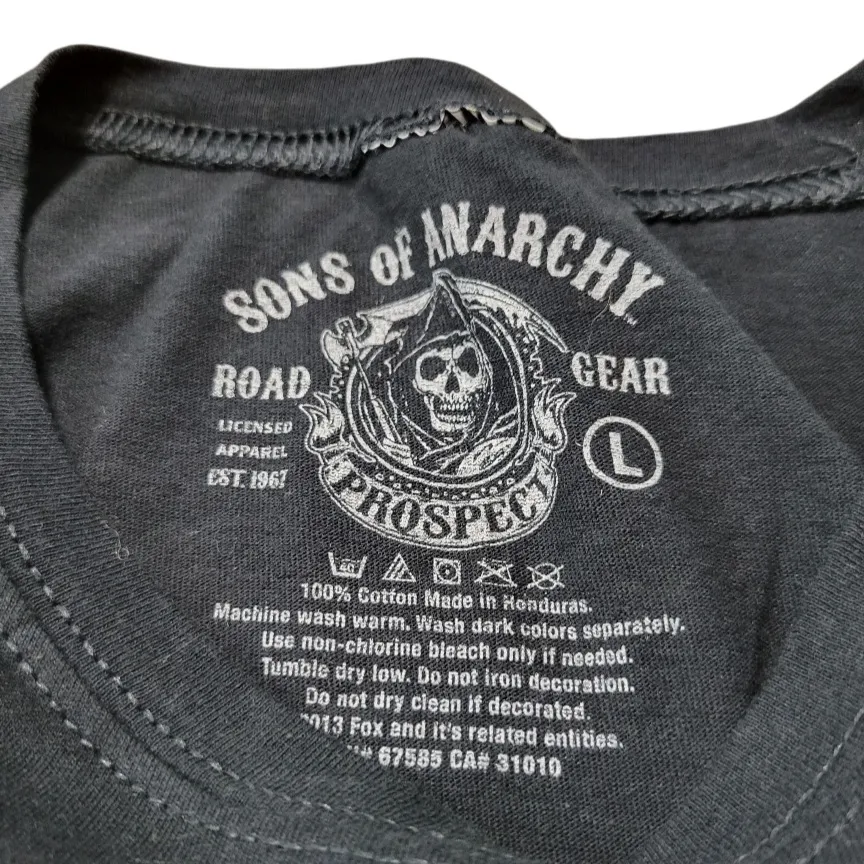 SONS OF ANARCHY
ROAD GEAR
LICENSED
APPAREL
EST. 1967
L
PROSPECT
40
100% Cotton Made in Honduras.
Machine wash warm. Wash dark colors separately.
Use non-chlorine bleach only if needed.
Tumble dry low. Do not iron decoration.
Do not dry clean if decorated.
2013 Fox and it's related entities.
67585 CA# 31010